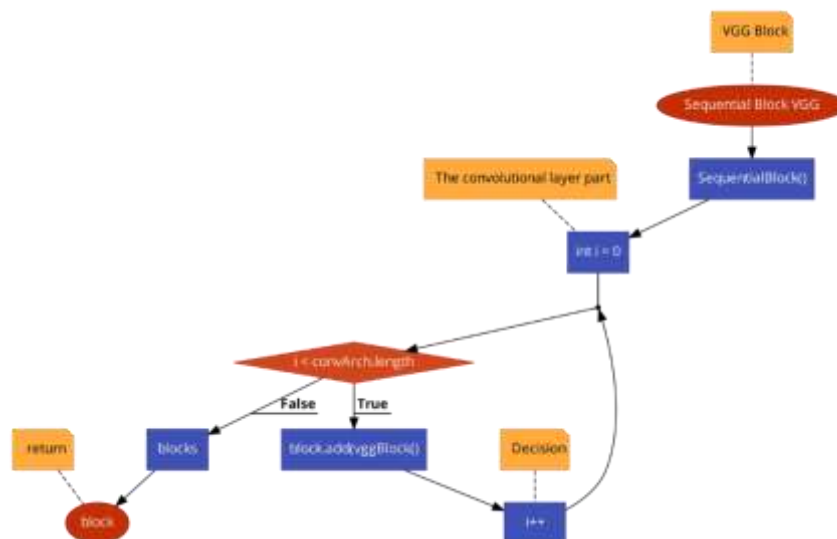 VGG Block
Sequential Block VGG
The convolutional layer part
SequentialBlock()
int i = 0
i < convArch.length
False
True
return
blocks
block.add(vggBlock()
Decision
block
i++